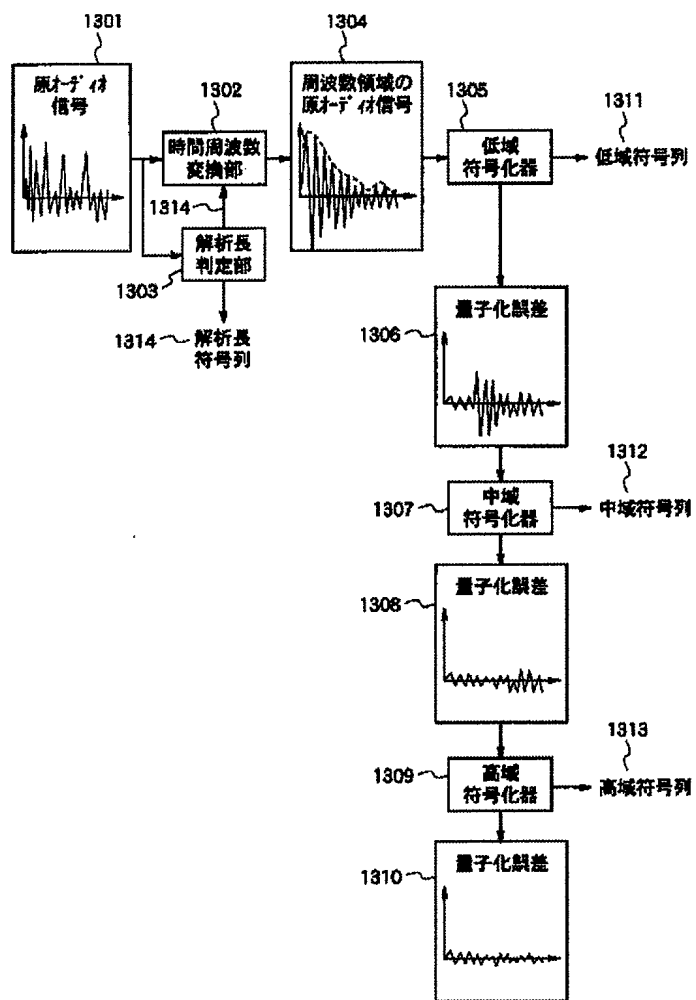 1301
原オーディオ
信号
1302
時間周波数
変換部
1314
解析長
判定部
1303
1314
解析長
符号列
1304
周波数領域の
原オーディオ信号
1305
低域
符号化器
1311
低域符号列
量子化誤差
1306
1312
中域
符号化器
1307
中域符号列
量子化誤差
1308
1313
高域
符号化器
1309
高域符号列
量子化誤差
1310